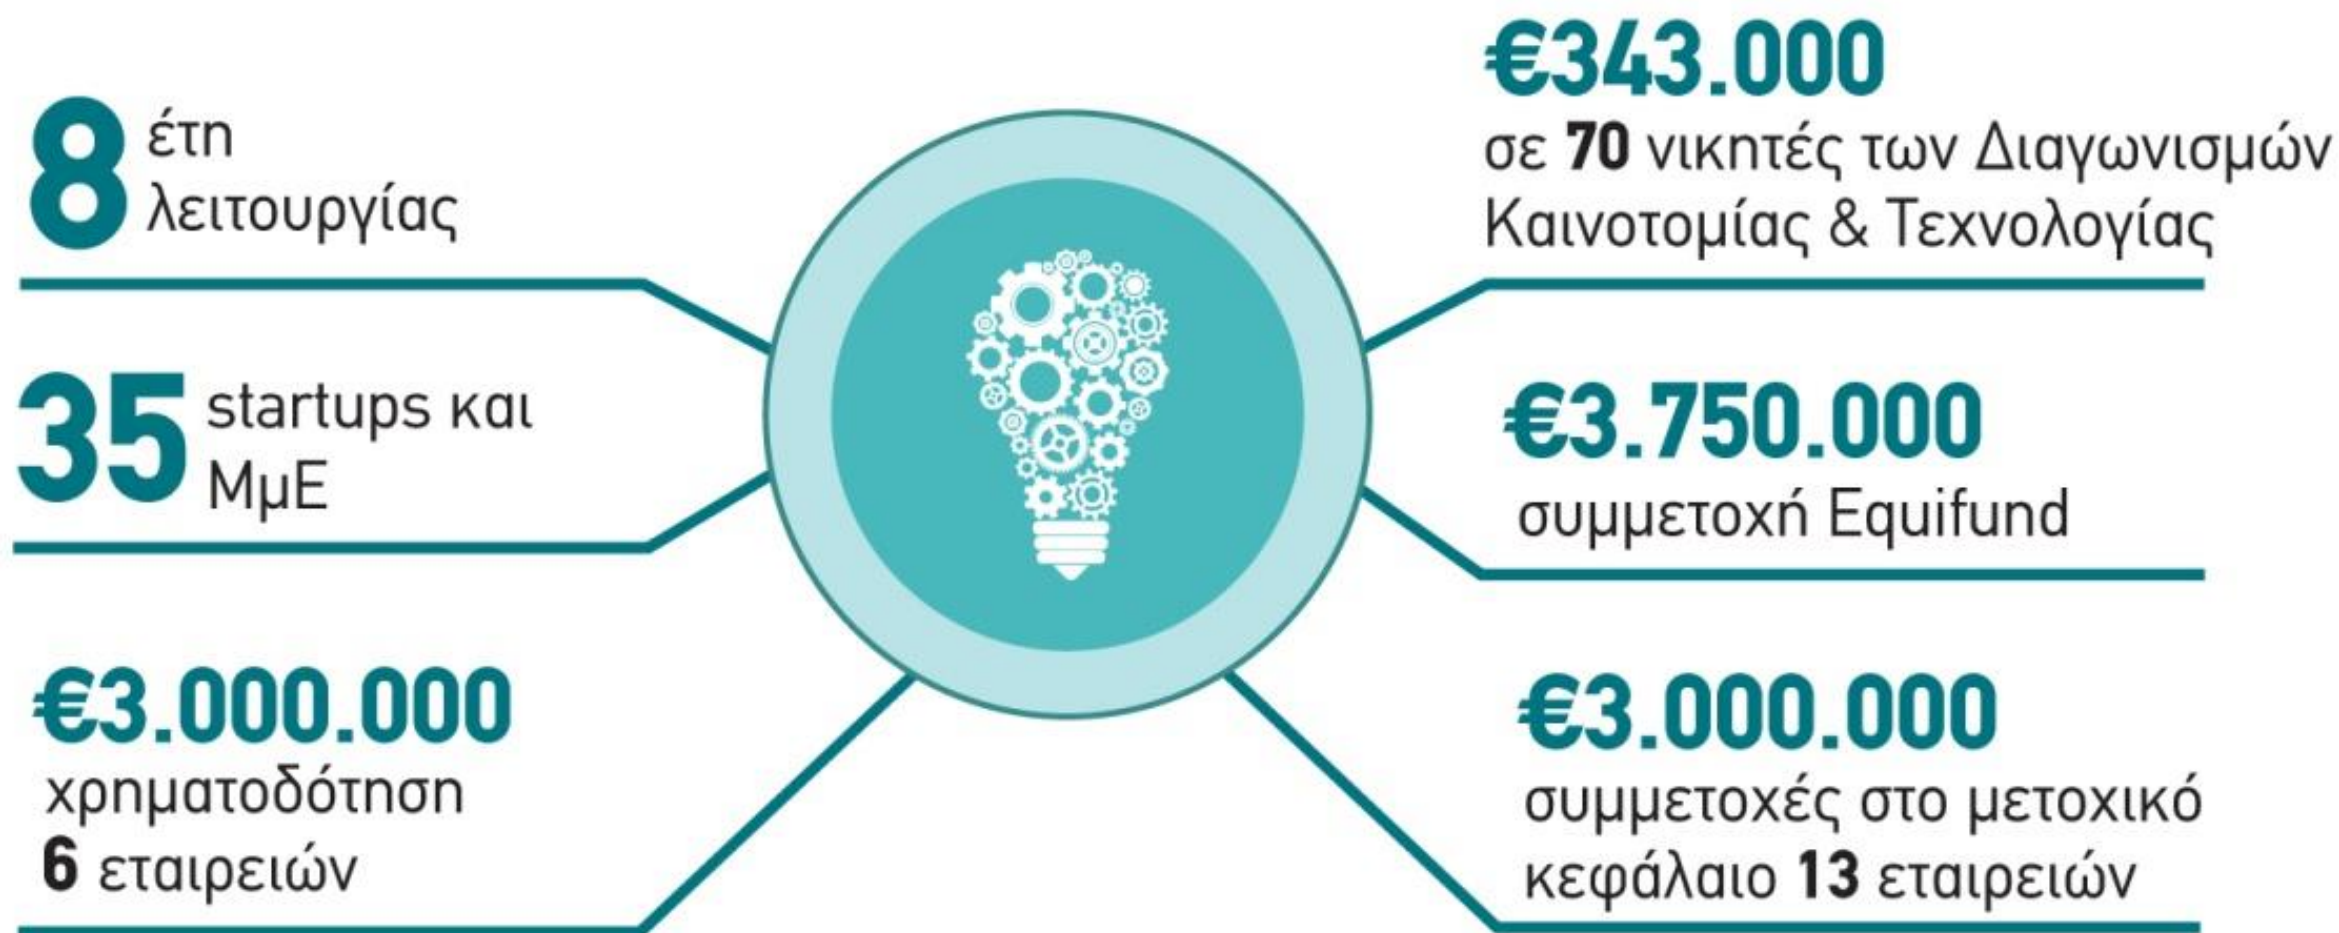 8 έτη
λειτουργίας
35 startups και
ΜμΕ
€3.000.000
χρηματοδότηση
6 εταιρειών
€343.000
σε 70 νικητές των Διαγωνισμών
Καινοτομίας & Τεχνολογίας
€3.750.000
συμμετοχή Equifund
€3.000.000
συμμετοχές στο μετοχικό
κεφάλαιο 13 εταιρειών